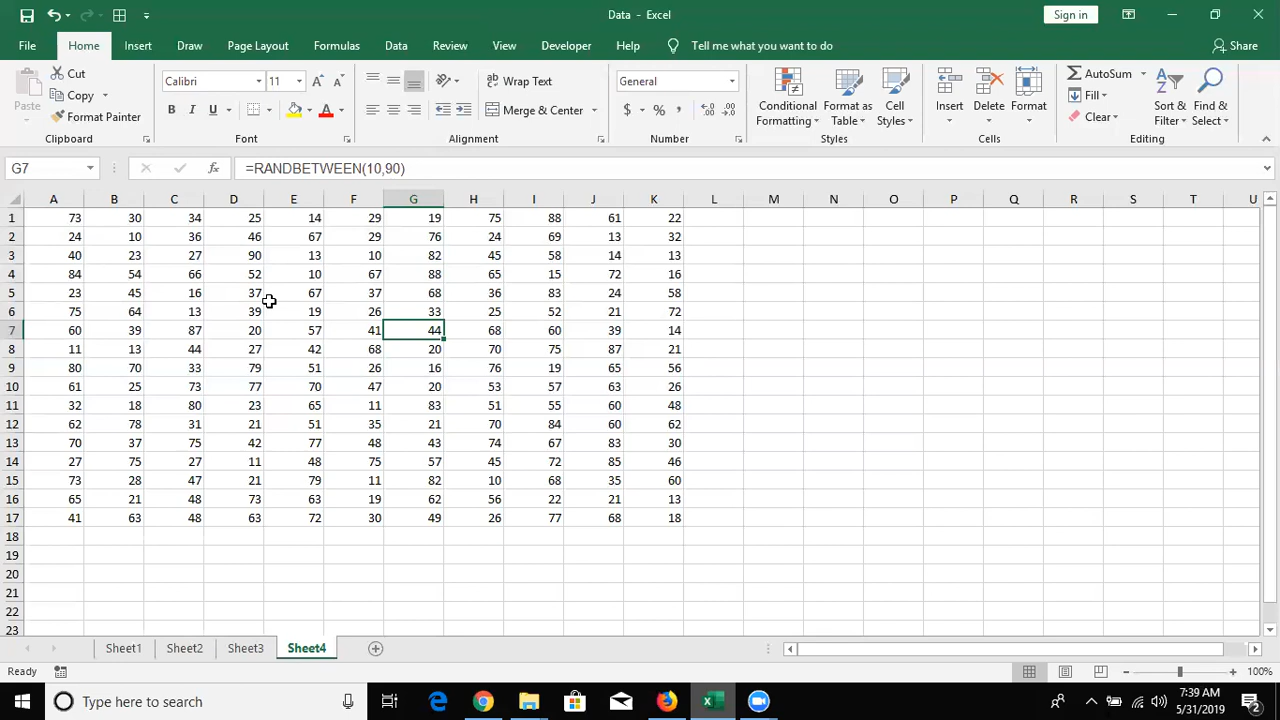 Data - Excel
Sign in
File Home Insert Draw Page Layout Formulas Data Review View Developer Help Tell me what you want to do Share
Paste
Cut
Copy
Format Painter
Clipboard
Calibri 11
B I U
Font
Wrap Text
Merge & Center
Alignment
General
$ % ,
Number
Conditional Formatting
Format as Table
Cell Styles
Styles
Insert Delete Format
Cells
AutoSum
Fill
Clear
Sort & Filter
Find & Select
Editing
G7 fx =RANDBETWEEN(10,90)
A B C D E F G H I J K L M N O P Q R S T U
1 73 30 34 25 14 29 19 75 88 61 22
2 24 10 36 46 67 29 76 24 69 13 32
3 40 23 27 90 13 10 82 45 58 14 13
4 84 54 66 52 10 67 88 65 15 72 16
5 23 45 16 37 67 37 68 36 83 24 58
6 75 64 13 39 19 26 33 25 52 21 72
7 60 39 87 20 57 41 44 68 60 39 14
8 11 13 44 27 42 68 20 70 75 87 21
9 80 70 33 79 51 26 16 76 19 65 56
10 61 25 73 77 70 47 20 53 57 63 26
11 32 18 80 23 65 11 83 51 55 60 48
12 62 78 31 21 51 35 21 70 84 60 62
13 70 37 75 42 77 48 43 74 67 83 30
14 27 75 27 11 48 75 57 45 72 85 46
15 73 28 47 21 79 11 82 10 68 35 60
16 65 21 48 73 63 19 62 56 22 21 13
17 41 63 48 63 72 30 49 26 77 68 18
18
19
20
21
22
23
Sheet1 Sheet2 Sheet3 Sheet4
Ready 100%
Type here to search
7:39 AM
5/31/2019
2